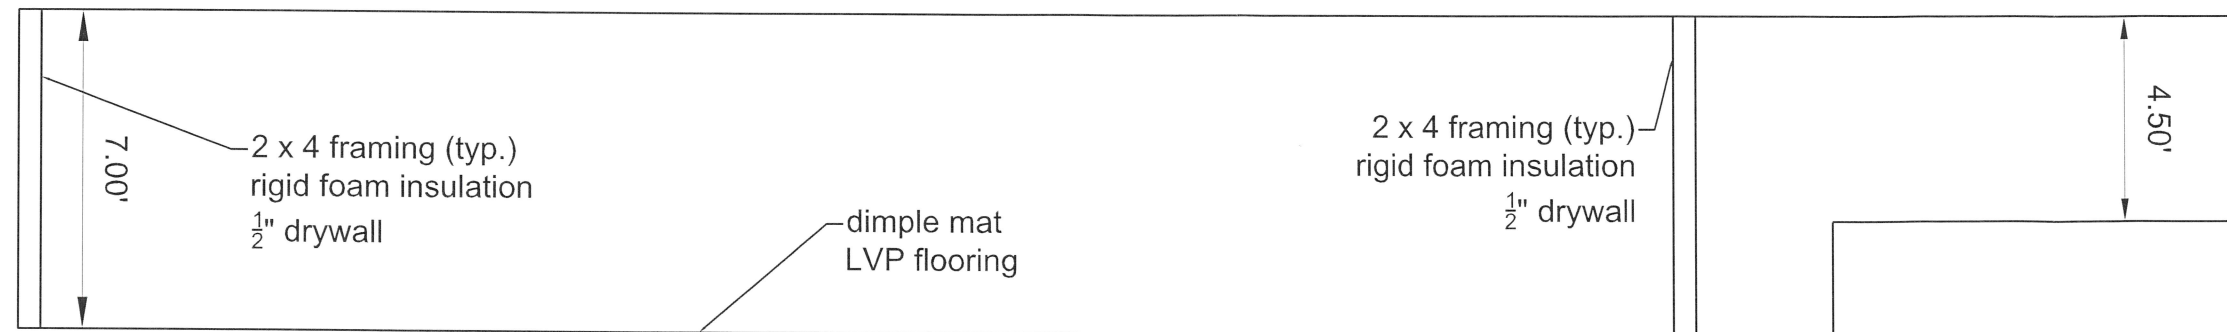 7.00'
2 x 4 framing (typ.)
rigid foam insulation
½" drywall
dimple mat
LVP flooring
2 x 4 framing (typ.)
rigid foam insulation
½" drywall
4.50'